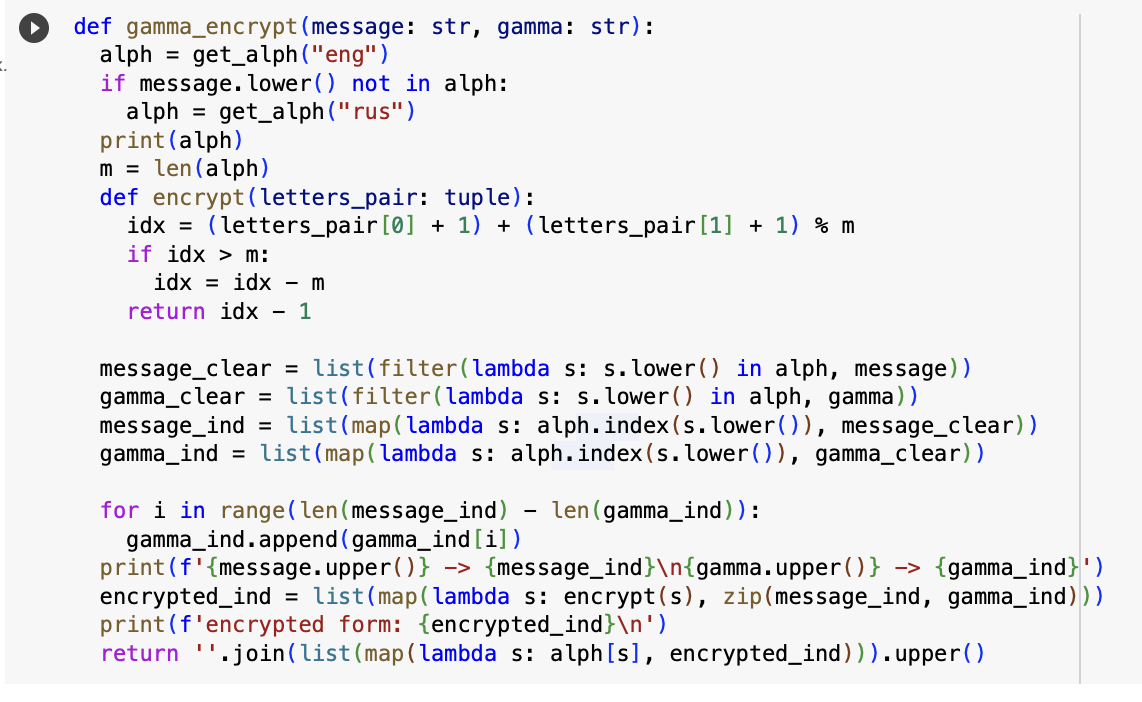 def gamma_encrypt(message: str, gamma: str):
  alph = get_alph("eng")
  if message.lower() not in alph:
    alph = get_alph("rus")
  print(alph)
  m = len(alph)
  def encrypt(letters_pair: tuple):
    idx = (letters_pair[0] + 1) + (letters_pair[1] + 1) % m
    if idx > m:
      idx = idx - m
    return idx - 1

  message_clear = list(filter(lambda s: s.lower() in alph, message))
  gamma_clear = list(filter(lambda s: s.lower() in alph, gamma))
  message_ind = list(map(lambda s: alph.index(s.lower()), message_clear))
  gamma_ind = list(map(lambda s: alph.index(s.lower()), gamma_clear))

  for i in range(len(message_ind) - len(gamma_ind)):
    gamma_ind.append(gamma_ind[i])
  print(f'{message.upper()} -> {message_ind}\n{gamma.upper()} -> {gamma_ind}')
  encrypted_ind = list(map(lambda s: encrypt(s), zip(message_ind, gamma_ind)))
  print(f'encrypted form: {encrypted_ind}\n')
  return ''.join(list(map(lambda s: alph[s], encrypted_ind))).upper()